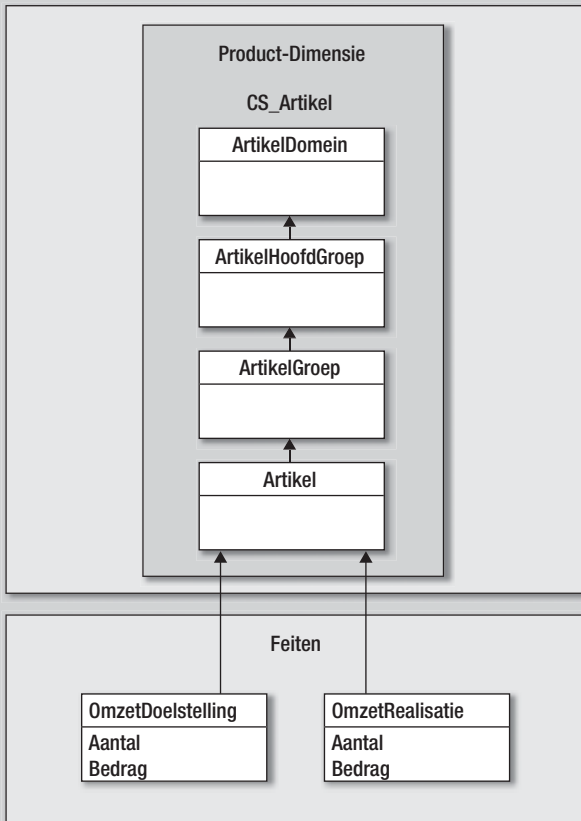 Product-Dimensie
CS_Artikel
ArtikelDomein
ArtikelHoofdGroep
ArtikelGroep
Artikel
Feiten
OmzetDoelstelling
Aantal
Bedrag
OmzetRealisatie
Aantal
Bedrag